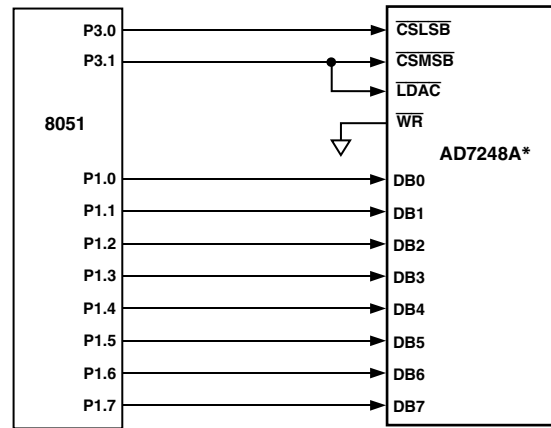 P3.0 CSLSB
P3.1 CSMSB
LDAC
8051
WR
AD7248A*
P1.0 DB0
P1.1 DB1
P1.2 DB2
P1.3 DB3
P1.4 DB4
P1.5 DB5
P1.6 DB6
P1.7 DB7